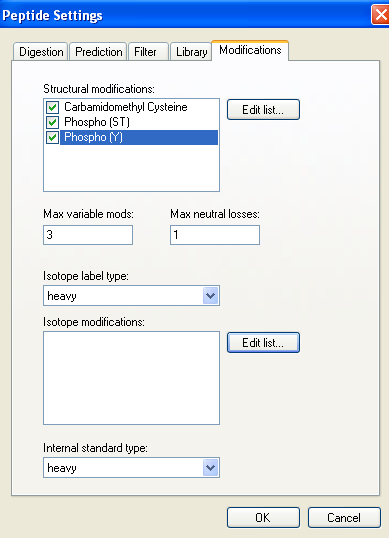 Peptide Settings
Digestion Prediction Filter Library Modifications
Structural modifications:
Carbamidomethyl Cysteine
Edit list...
Phospho (ST)
Phospho (Y)
Max variable mods: Max neutral losses:
3 1
Isotope label type:
heavy
Isotope modifications:
Edit list...
Internal standard type:
heavy
OK Cancel